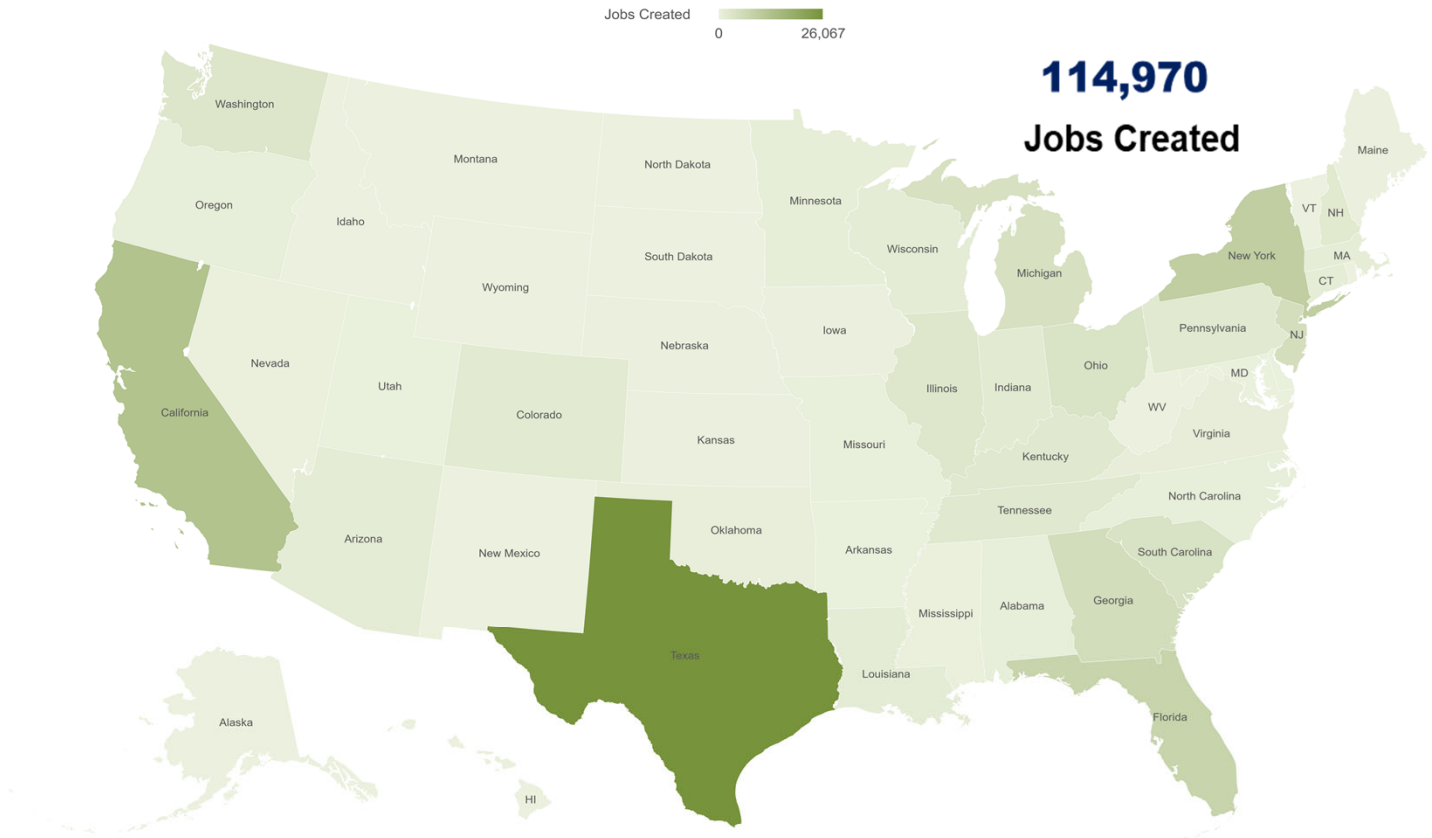 Jobs Created
0 26,067
114,970
Jobs Created
Washington
Maine
Montana
North Dakota
Minnesota
Oregon
VT
NH
Idaho
Wisconsin
South Dakota
New York
MA
Michigan
CT
Wyoming
Pennsylvania
Iowa
NJ
Nebraska
Nevada
Ohio
MD
Utah
Illinois
Indiana
WV
California
Colorado
Virginia
Kansas
Missouri
Kentucky
North Carolina
Tennessee
Oklahoma
Arizona
Arkansas
New Mexico
South Carolina
Georgia
Alabama
Mississippi
Texas
Louisiana
Florida
Alaska
HI